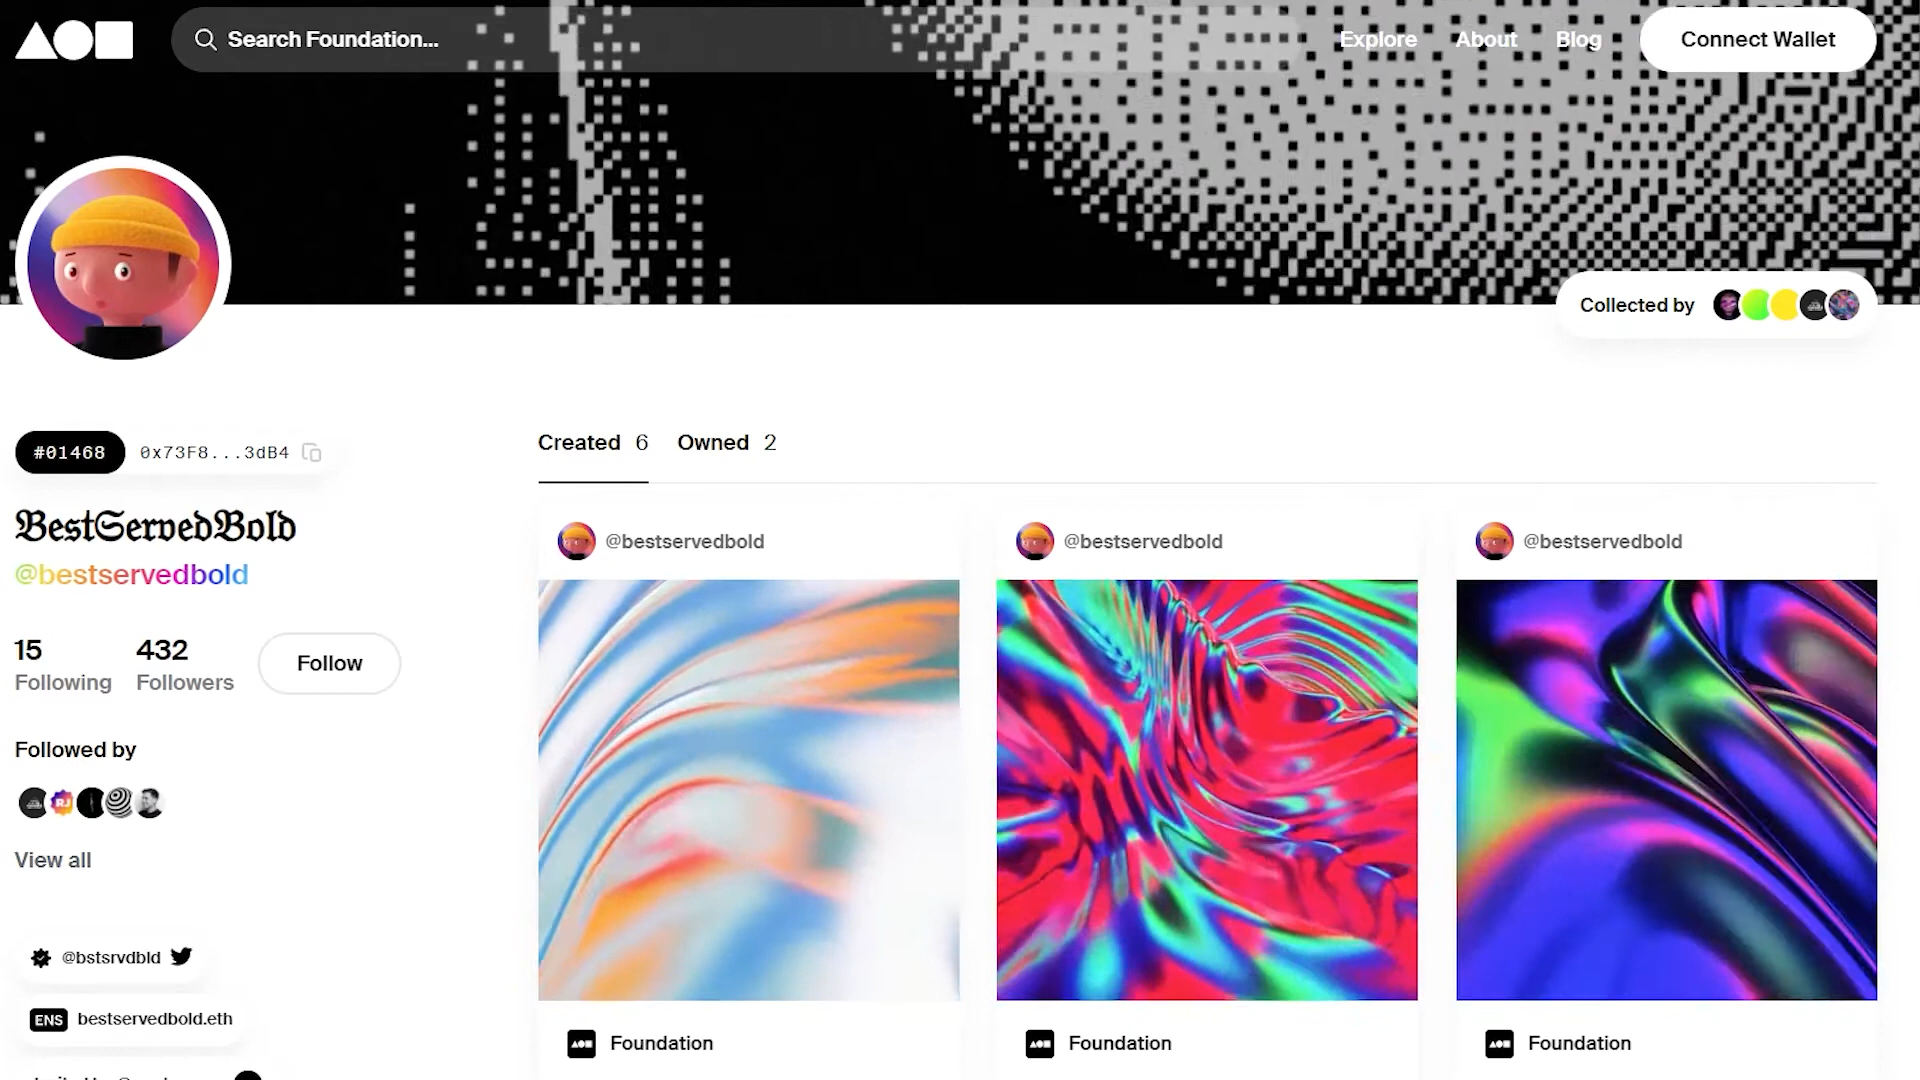 Search Foundation...
Explore About Blog Connect Wallet
Collected by
#01468 0x73F8...3dB4
Created 6 Owned 2
BestServedBold
@bestservedbold
15 Following
432 Followers
Follow
Followed by
RJ
View all
@bstsrvdbld
ENS bestservedbold.eth
@bestservedbold
@bestservedbold
@bestservedbold
Foundation
Foundation
Foundation